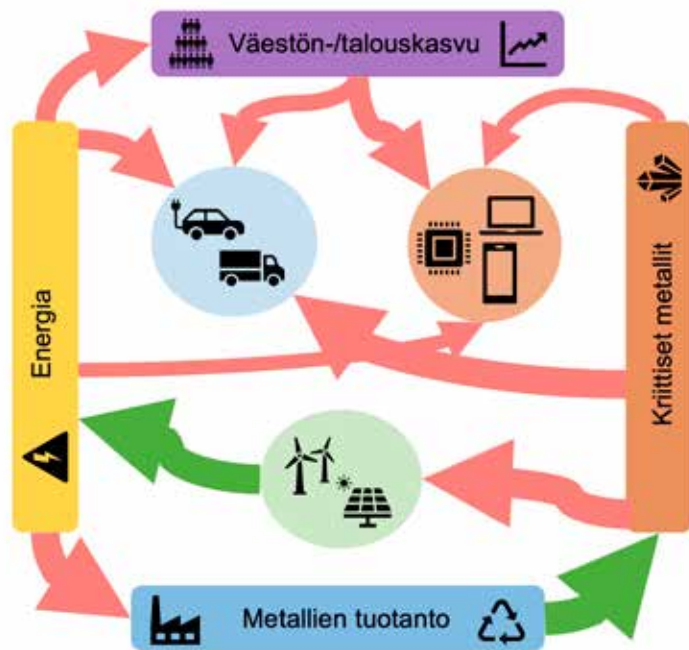 Väestön-/talouskasvu
Energia
Kriittiset metallit
Metallien tuotanto